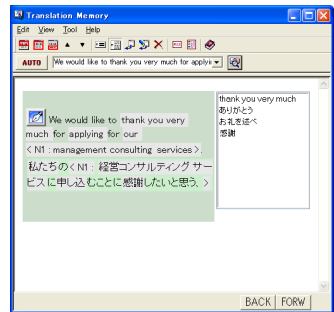 Translation Memory
Edit View Tool Help
AUTO We would like to thank you very much for applyi
We would like to thank you very
much for applying for our
<N1 : management consulting services>.
私たちの<N1 : 経営コンサルティング サー
ビスに申し込むことに感謝したいと思う、>
thank you very much
ありがとう
お礼を述べ
感謝
BACK FORW